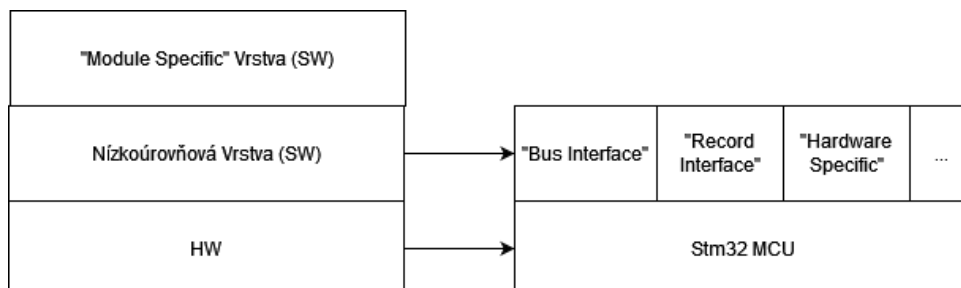 "Module Specific" Vrstva (SW)
Nízkoúrovňová Vrstva (SW)
HW
"Bus Interface"
"Record
Interface"
"Hardware
Specific"
...
Stm32 MCU